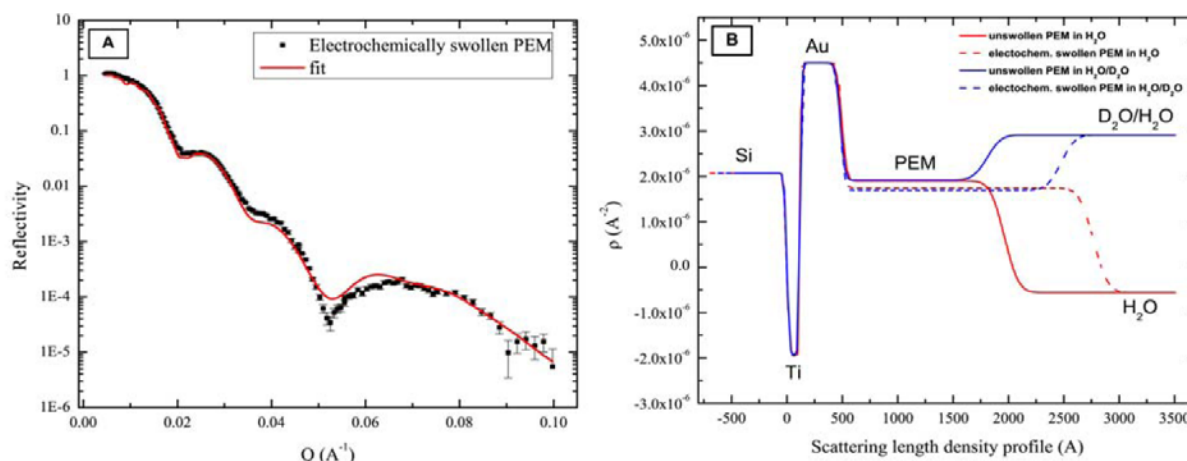 A
Electrochemically swollen PEM
fit
10
1
0.1
0.01
1E-3
1E-4
1E-5
1E-6
Reflectivity
0.00 0.02 0.04 0.06 0.08 0.10
Q (A⁻¹)
B
Au
unswollen PEM in H₂O
electochem. swollen PEM in H₂O
unswollen PEM in H₂O/D₂O
electochem. swollen PEM in H₂O/D₂O
D₂O/H₂O
Si
PEM
H₂O
Ti
5.0x10⁻⁶
4.0x10⁻⁶
3.0x10⁻⁶
2.0x10⁻⁶
1.0x10⁻⁶
0.0
-1.0x10⁻⁶
-2.0x10⁻⁶
-3.0x10⁻⁶
ρ (A⁻²)
-500 0 500 1000 1500 2000 2500 3000 3500
Scattering length density profile (A)